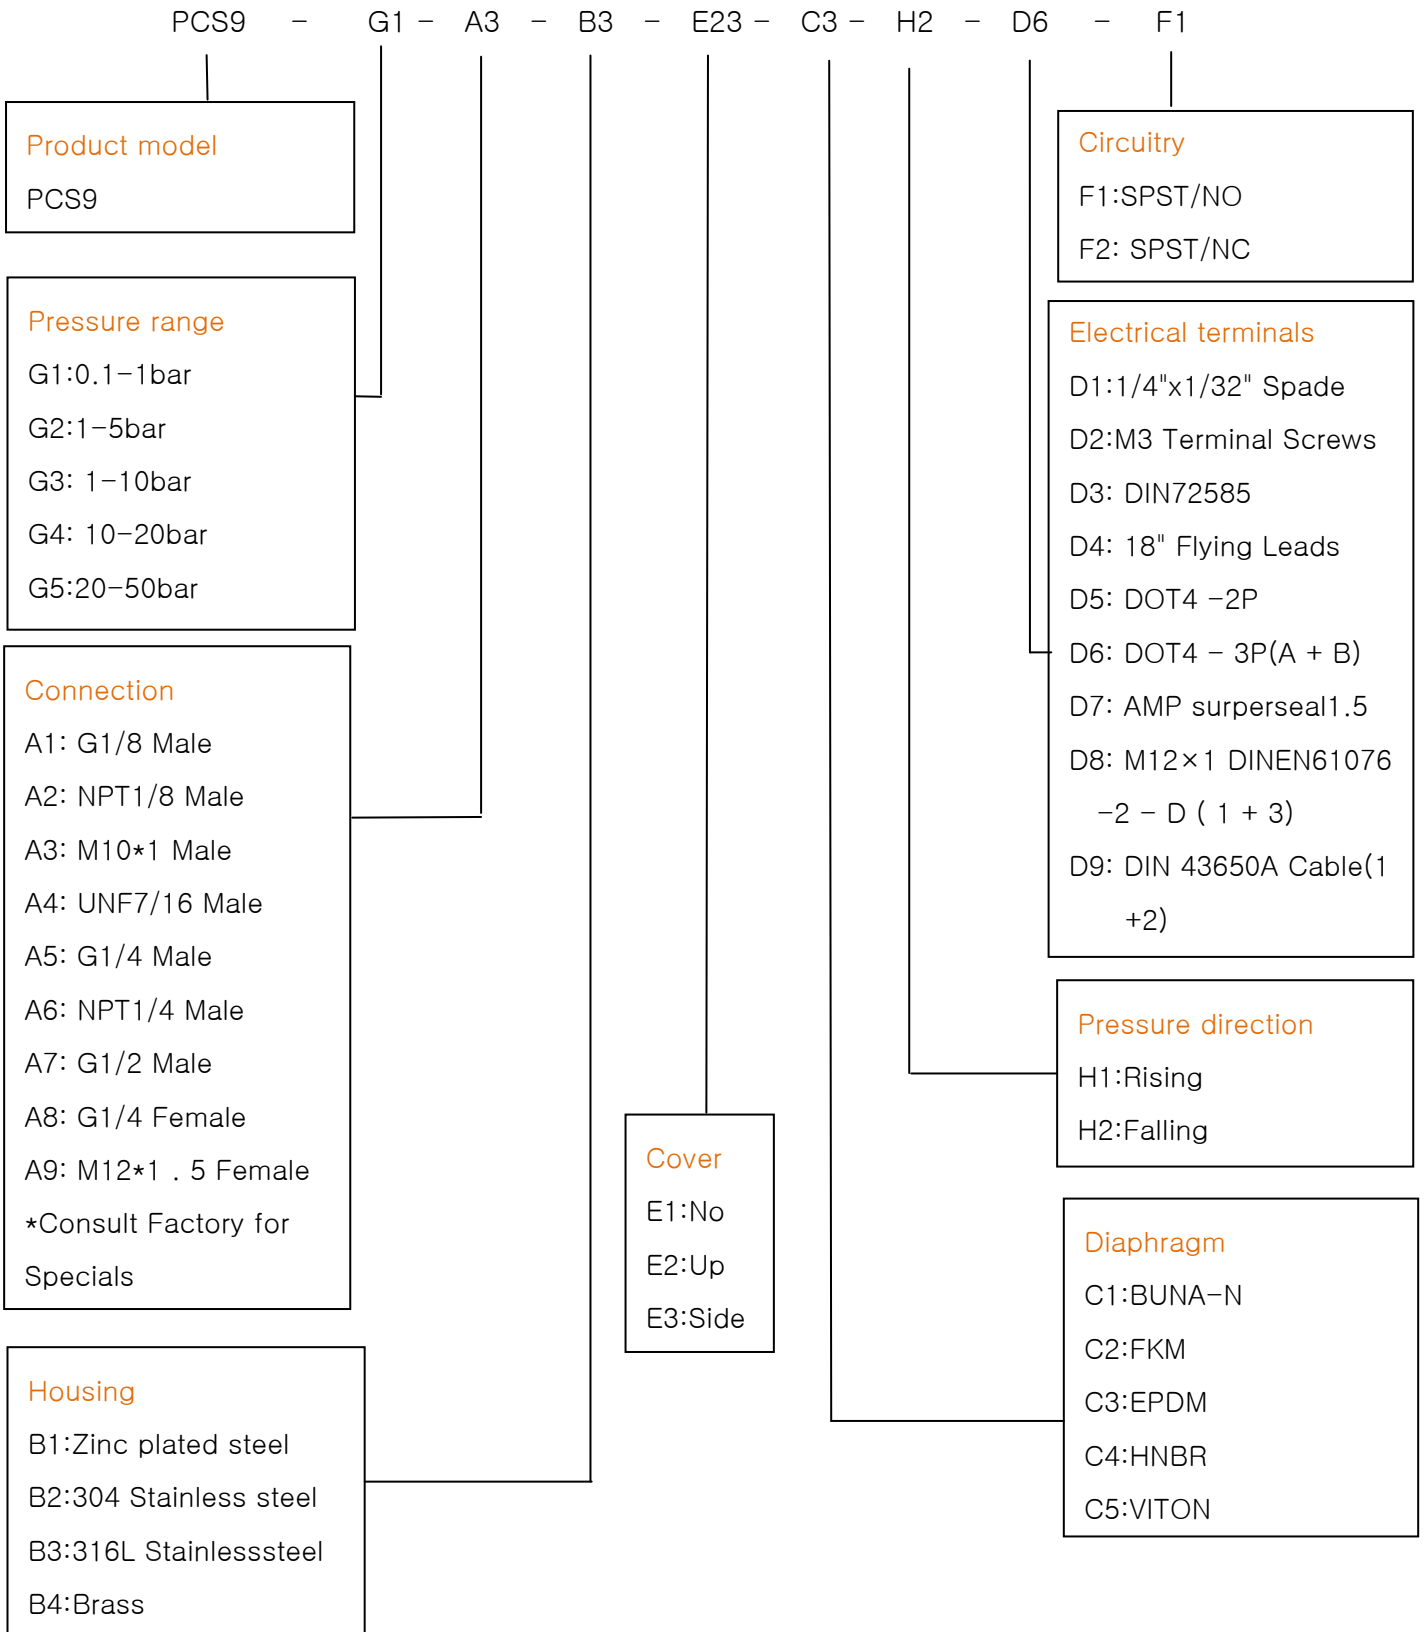 PCS9 - G1 - A3 - B3 - E23 - C3 - H2 - D6 - F1
Product model
PCS9
Pressure range
G1:0.1-1bar
G2:1-5bar
G3: 1-10bar
G4: 10-20bar
G5:20-50bar
Connection
A1: G1/8 Male
A2: NPT1/8 Male
A3: M10*1 Male
A4: UNF7/16 Male
A5: G1/4 Male
A6: NPT1/4 Male
A7: G1/2 Male
A8: G1/4 Female
A9: M12*1 . 5 Female
*Consult Factory for
Specials
Housing
B1:Zinc plated steel
B2:304 Stainless steel
B3:316L Stainlesssteel
B4:Brass
Cover
E1:No
E2:Up
E3:Side
Circuitry
F1:SPST/NO
F2: SPST/NC
Electrical terminals
D1:1/4"x1/32" Spade
D2:M3 Terminal Screws
D3: DIN72585
D4: 18" Flying Leads
D5: DOT4 -2P
D6: DOT4 - 3P(A + B)
D7: AMP surperseal1.5
D8: M12×1 DINEN61076
-2 - D ( 1 + 3)
D9: DIN 43650A Cable(1
+2)
Pressure direction
H1:Rising
H2:Falling
Diaphragm
C1:BUNA-N
C2:FKM
C3:EPDM
C4:HNBR
C5:VITON